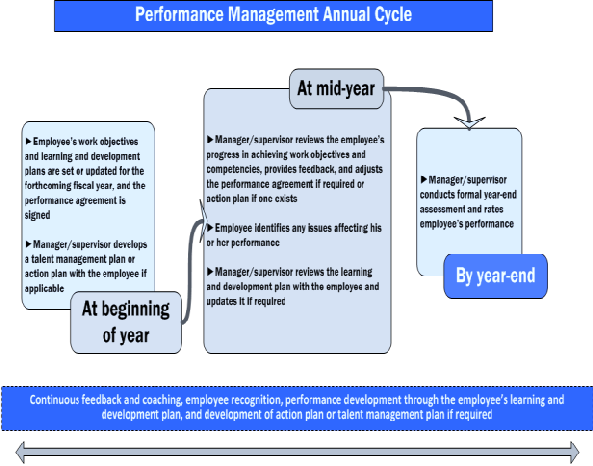 Performance Management Annual Cycle
►Employee's work objectives
and learning and development
plans are set or updated for the
forthcoming fiscal year, and the
performance agreement is
signed
►Manager/supervisor develops
a talent management plan or
action plan with the employee if
applicable
At beginning
of year
At mid-year
►Manager/supervisor reviews the employee's
progress in achieving work objectives and
competencies, provides feedback, and adjusts
the performance agreement if required or
action plan if one exists
►Employee identifies any issues affecting his
or her performance
►Manager/supervisor reviews the learning
and development plan with the employee and
updates it if required
►Manager/supervisor
conducts formal year-end
assessment and rates
employee's performance
By year-end
Continuous feedback and coaching, employee recognition, performance development through the employee's learning and
development plan, and development of action plan or talent management plan if required